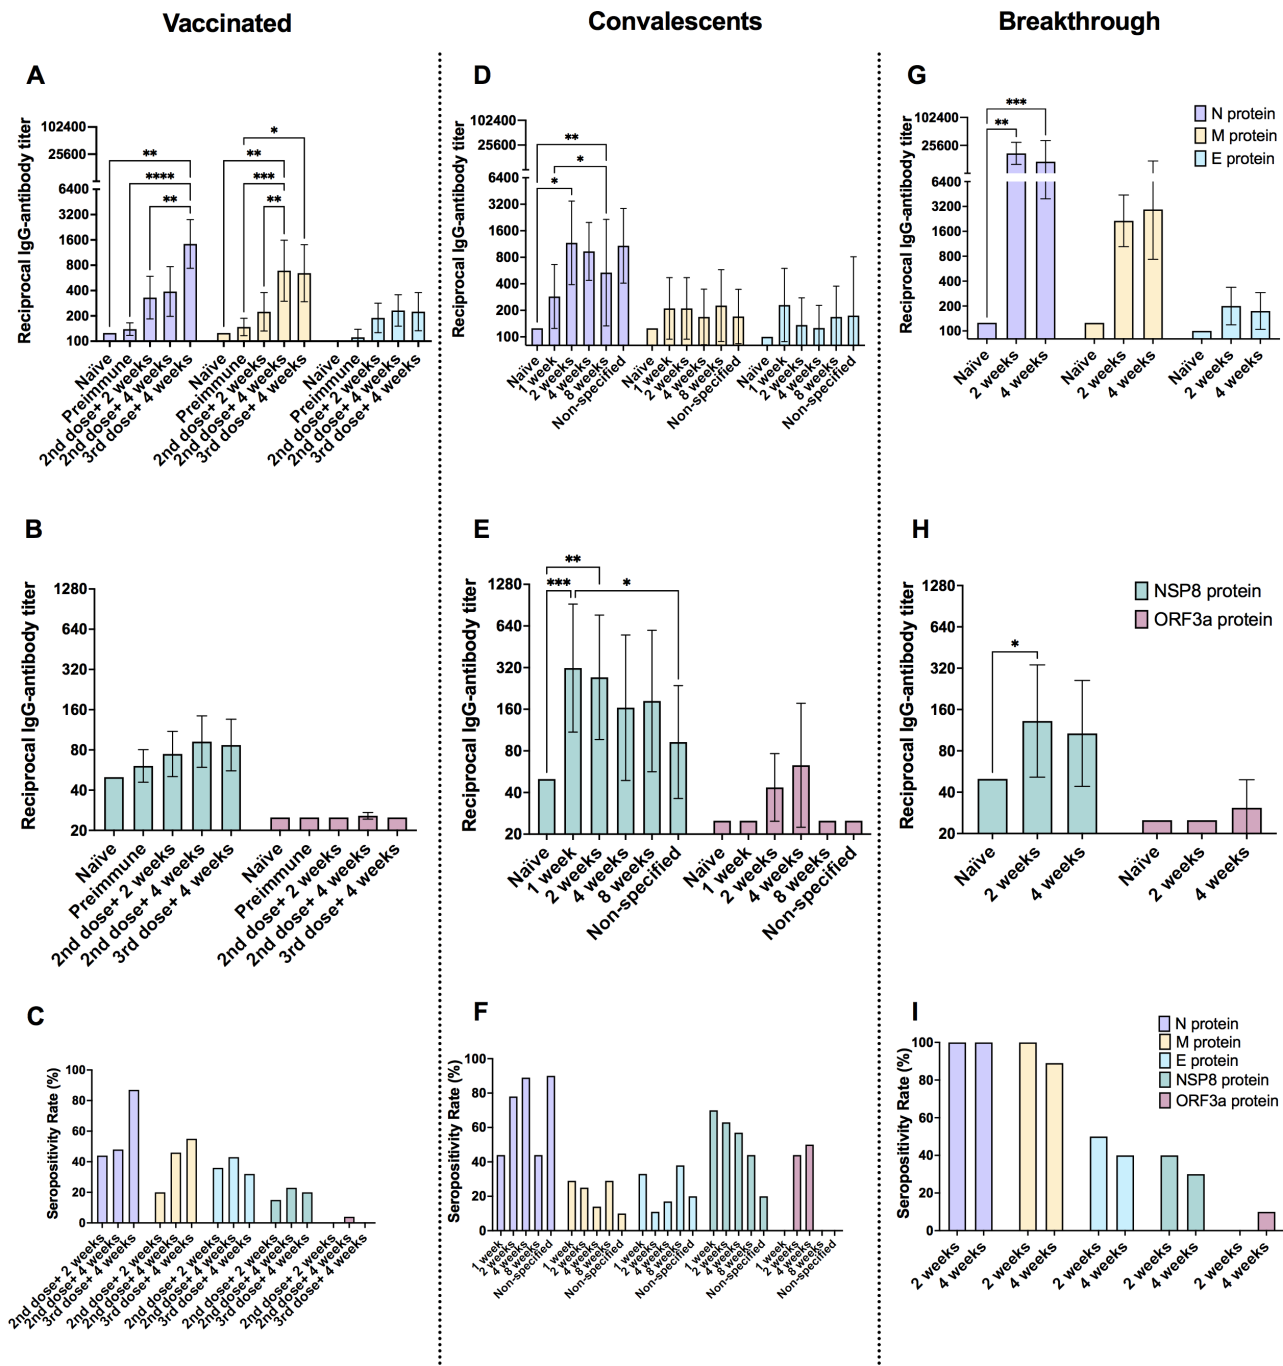 Vaccinated
Convalescents
Breakthrough
A
Reciprocal IgG-antibody titer
102400
25600
6400
3200
1600
800
400
200
100
**
****
**
**
***
**
*
Naïve
Preimmune
2nd dose+ 2 weeks
2nd dose+ 4 weeks
3rd dose+ 4 weeks
Naïve
Preimmune
2nd dose+ 2 weeks
2nd dose+ 4 weeks
3rd dose+ 4 weeks
Naïve
Preimmune
2nd dose+ 2 weeks
2nd dose+ 4 weeks
3rd dose+ 4 weeks
D
Reciprocal IgG-antibody titer
102400
25600
6400
3200
1600
800
400
200
100
**
*
*
Naïve
1 week
2 weeks
4 weeks
8 weeks
Non-specified
Naïve
1 week
2 weeks
4 weeks
8 weeks
Non-specified
Naïve
1 week
2 weeks
4 weeks
8 weeks
Non-specified
G
Reciprocal IgG-antibody titer
102400
25600
6400
3200
1600
800
400
200
100
***
**
N protein
M protein
E protein
Naïve
2 weeks
4 weeks
Naïve
2 weeks
4 weeks
Naïve
2 weeks
4 weeks
B
Reciprocal IgG-antibody titer
1280
640
320
160
80
40
20
Naïve
Preimmune
2nd dose+ 2 weeks
2nd dose+ 4 weeks
3rd dose+ 4 weeks
Naïve
Preimmune
2nd dose+ 2 weeks
2nd dose+ 4 weeks
3rd dose+ 4 weeks
E
Reciprocal IgG-antibody titer
1280
640
320
160
80
40
20
**
***
*
Naïve
1 week
2 weeks
4 weeks
8 weeks
Non-specified
Naïve
1 week
2 weeks
4 weeks
8 weeks
Non-specified
H
Reciprocal IgG-antibody titer
1280
640
320
160
80
40
20
*
NSP8 protein
ORF3a protein
Naïve
2 weeks
4 weeks
Naïve
2 weeks
4 weeks
C
Seropositivity Rate (%)
100
80
60
40
20
0
2nd dose+ 2 weeks
2nd dose+ 4 weeks
3rd dose+ 4 weeks
2nd dose+ 2 weeks
2nd dose+ 4 weeks
3rd dose+ 4 weeks
2nd dose+ 2 weeks
2nd dose+ 4 weeks
3rd dose+ 4 weeks
2nd dose+ 2 weeks
2nd dose+ 4 weeks
3rd dose+ 4 weeks
2nd dose+ 2 weeks
2nd dose+ 4 weeks
3rd dose+ 4 weeks
F
Seropositivity Rate (%)
100
80
60
40
20
0
1 week
2 weeks
4 weeks
8 weeks
Non-specified
1 week
2 weeks
4 weeks
8 weeks
Non-specified
1 week
2 weeks
4 weeks
8 weeks
Non-specified
1 week
2 weeks
4 weeks
8 weeks
Non-specified
1 week
2 weeks
4 weeks
8 weeks
Non-specified
I
Seropositivity Rate (%)
100
80
60
40
20
0
N protein
M protein
E protein
NSP8 protein
ORF3a protein
2 weeks
4 weeks
2 weeks
4 weeks
2 weeks
4 weeks
2 weeks
4 weeks
2 weeks
4 weeks